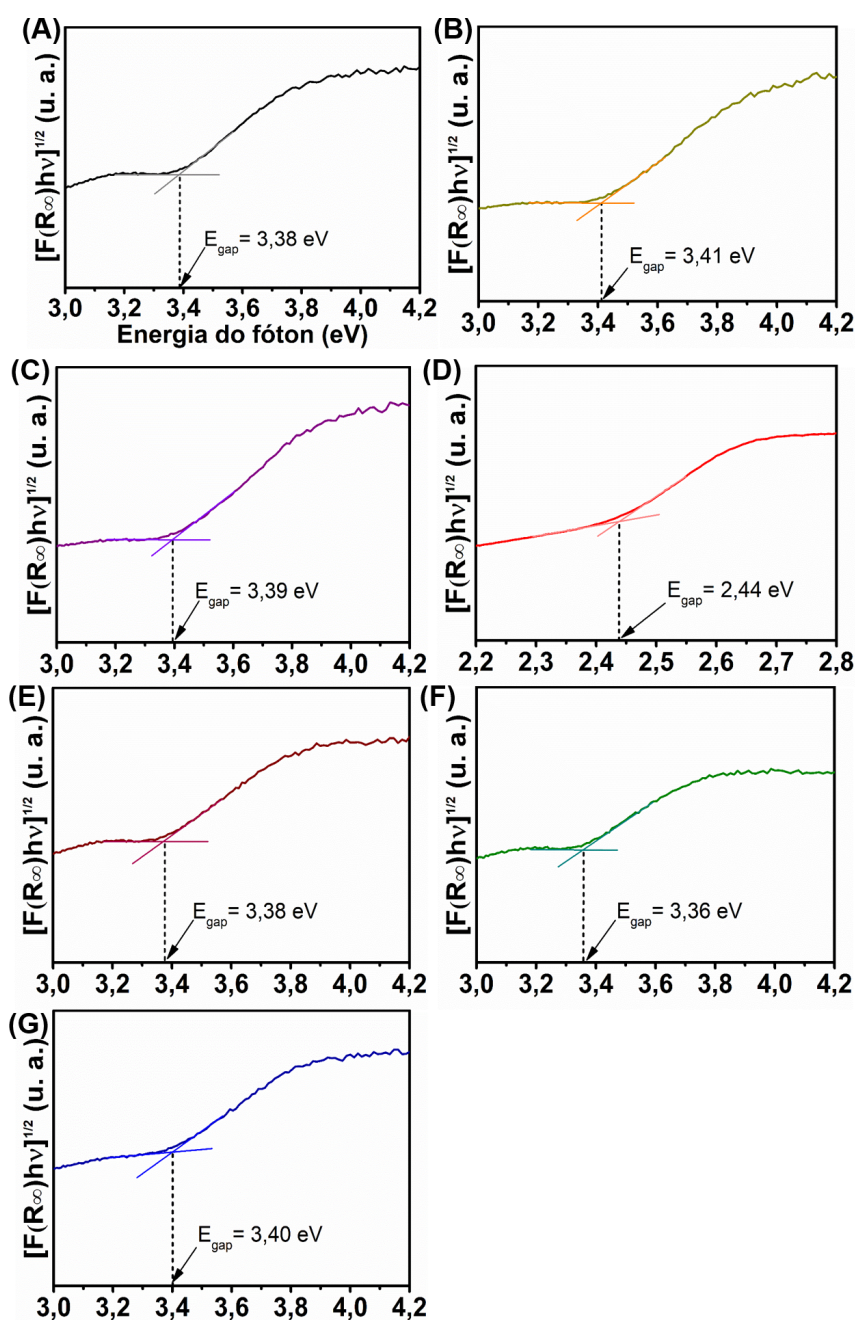 (A)
[F(R∞)hν]^1/2 (u. a.)
E_gap = 3,38 eV
3,0 3,2 3,4 3,6 3,8 4,0 4,2
Energia do fóton (eV)
(B)
[F(R∞)hν]^1/2 (u. a.)
E_gap = 3,41 eV
3,0 3,2 3,4 3,6 3,8 4,0 4,2
(C)
[F(R∞)hν]^1/2 (u. a.)
E_gap = 3,39 eV
3,0 3,2 3,4 3,6 3,8 4,0 4,2
(D)
[F(R∞)hν]^1/2 (u. a.)
E_gap = 2,44 eV
2,2 2,3 2,4 2,5 2,6 2,7 2,8
(E)
[F(R∞)hν]^1/2 (u. a.)
E_gap = 3,38 eV
3,0 3,2 3,4 3,6 3,8 4,0 4,2
(F)
[F(R∞)hν]^1/2 (u. a.)
E_gap = 3,36 eV
3,0 3,2 3,4 3,6 3,8 4,0 4,2
(G)
[F(R∞)hν]^1/2 (u. a.)
E_gap = 3,40 eV
3,0 3,2 3,4 3,6 3,8 4,0 4,2